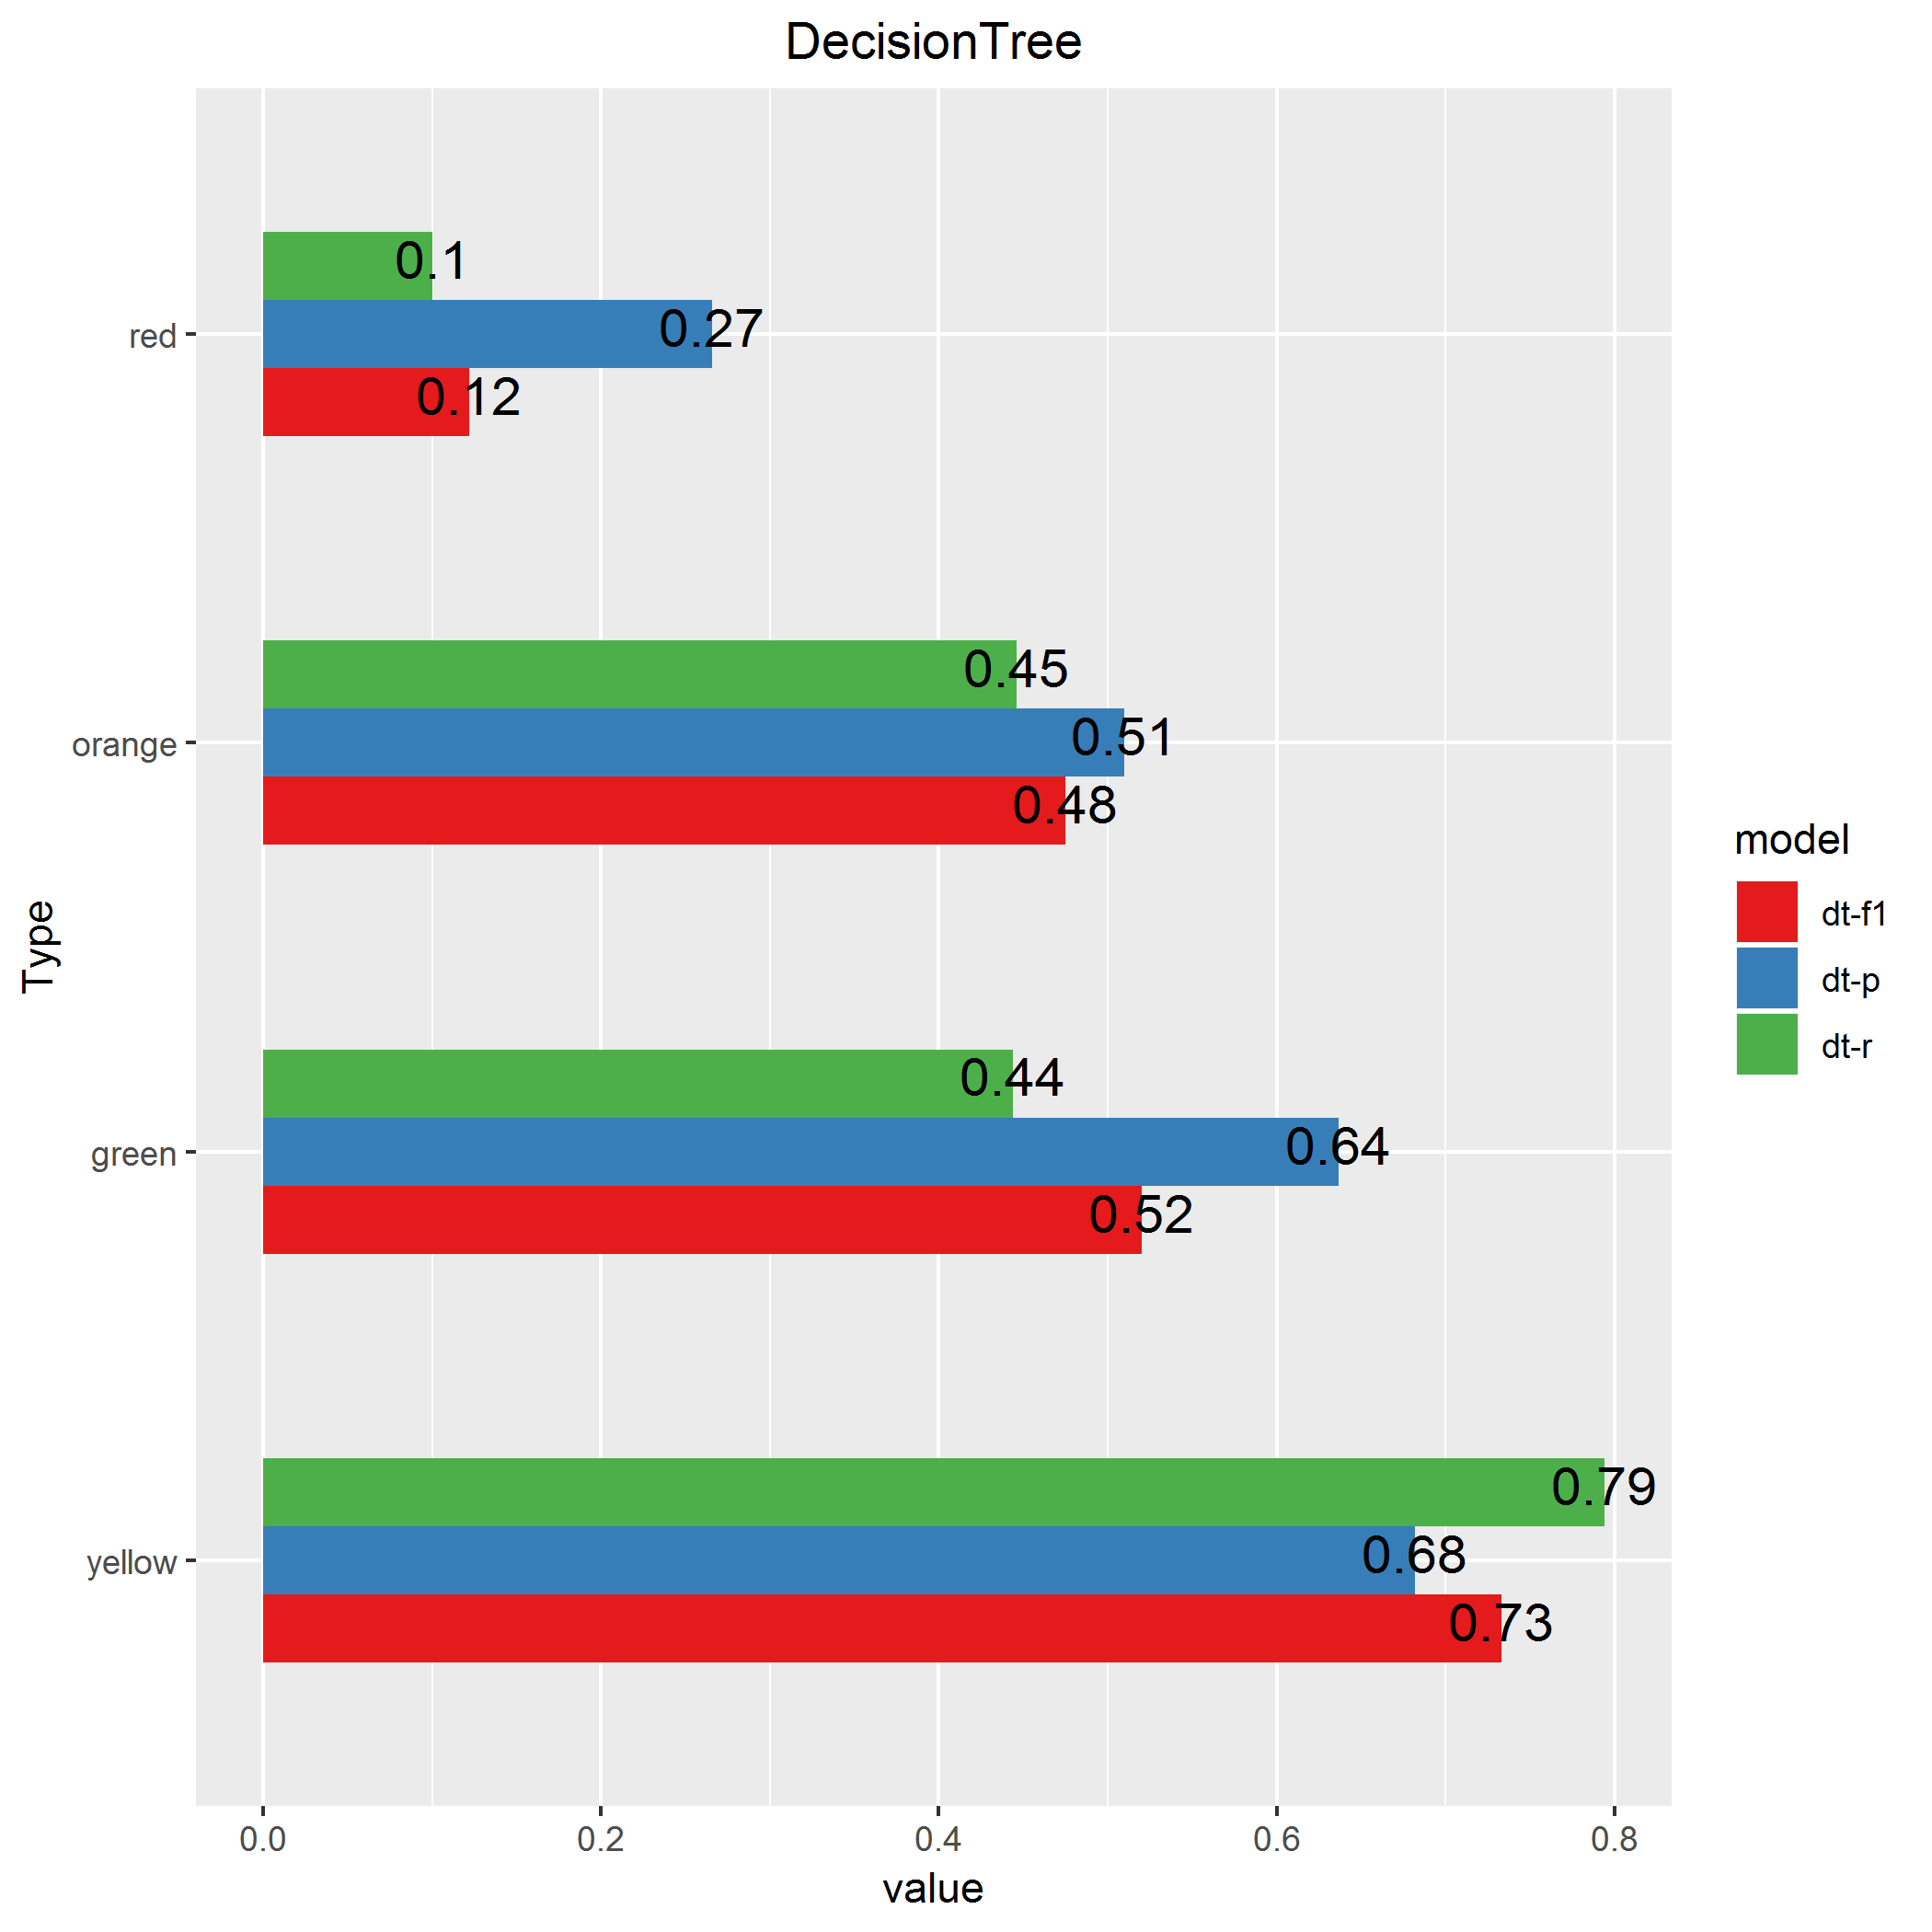 DecisionTree
red
orange
green
yellow
Type
0.1
0.27
0.12
0.45
0.51
0.48
0.44
0.64
0.52
0.79
0.68
0.73
0.0 0.2 0.4 0.6 0.8
value
model
dt-f1
dt-p
dt-r